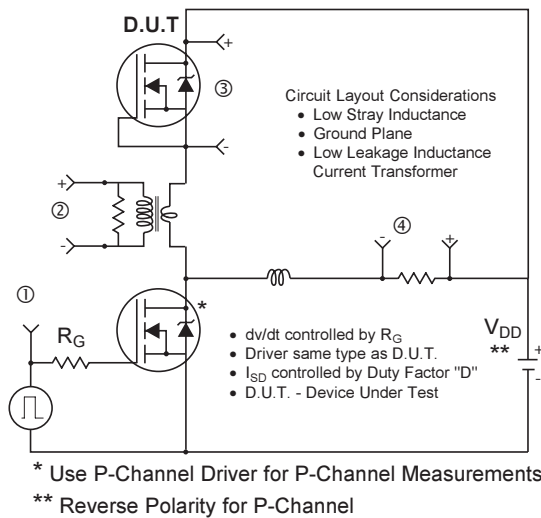 D.U.T
+
③
-
Circuit Layout Considerations
• Low Stray Inductance
• Ground Plane
• Low Leakage Inductance
Current Transformer
+
②
-
-
④
+
①
RG
*
• dv/dt controlled by RG
• Driver same type as D.U.T.
• ISD controlled by Duty Factor "D"
• D.U.T. - Device Under Test
VDD
**
+
-
* Use P-Channel Driver for P-Channel Measurements
** Reverse Polarity for P-Channel